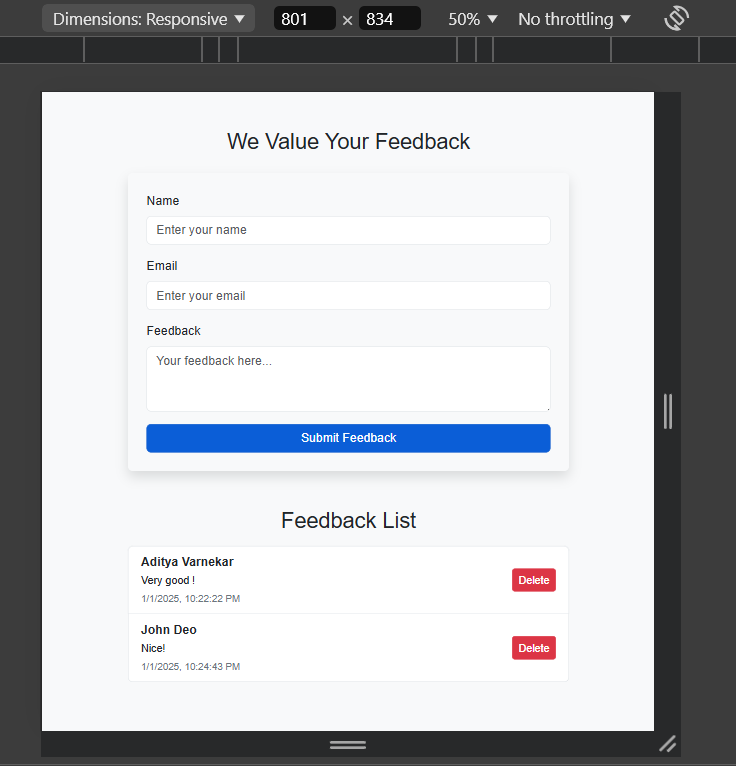 Dimensions: Responsive ▼ 801 × 834 50% ▼ No throttling ▼
We Value Your Feedback
Name
Enter your name
Email
Enter your email
Feedback
Your feedback here...
Submit Feedback
Feedback List
Aditya Varnekar
Very good !
1/1/2025, 10:22:22 PM
Delete
John Deo
Nice!
1/1/2025, 10:24:43 PM
Delete